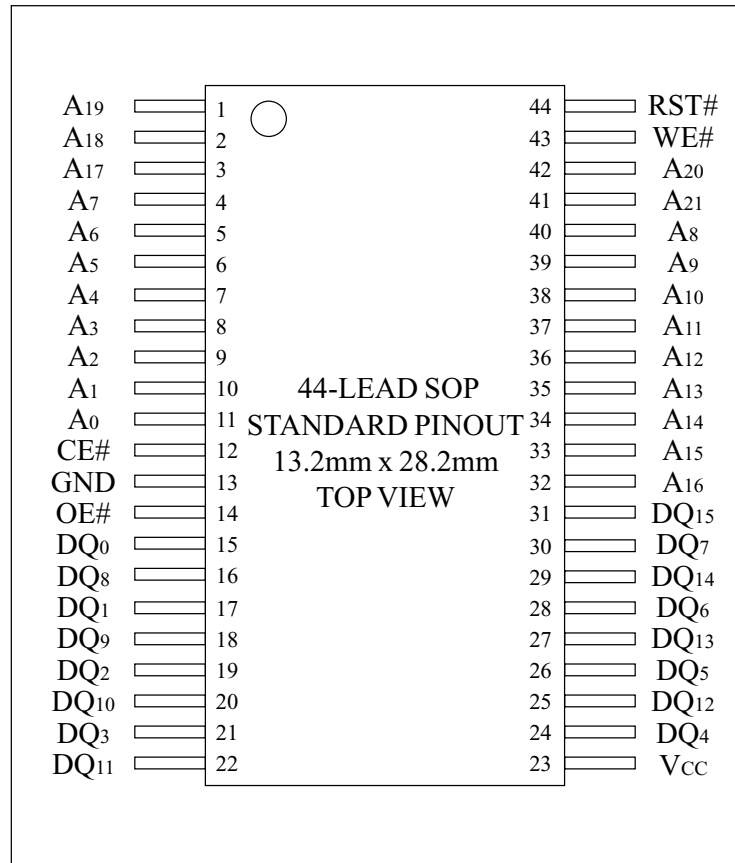 A19 1 44 RST#
A18 2 43 WE#
A17 3 42 A20
A7 4 41 A21
A6 5 40 A8
A5 6 39 A9
A4 7 38 A10
A3 8 37 A11
A2 9 36 A12
A1 10 35 A13
A0 11 34 A14
CE# 12 33 A15
GND 13 32 A16
OE# 14 31 DQ15
DQ0 15 30 DQ7
DQ8 16 29 DQ14
DQ1 17 28 DQ6
DQ9 18 27 DQ13
DQ2 19 26 DQ5
DQ10 20 25 DQ12
DQ3 21 24 DQ4
DQ11 22 23 VCC
44-LEAD SOP
STANDARD PINOUT
13.2mm x 28.2mm
TOP VIEW